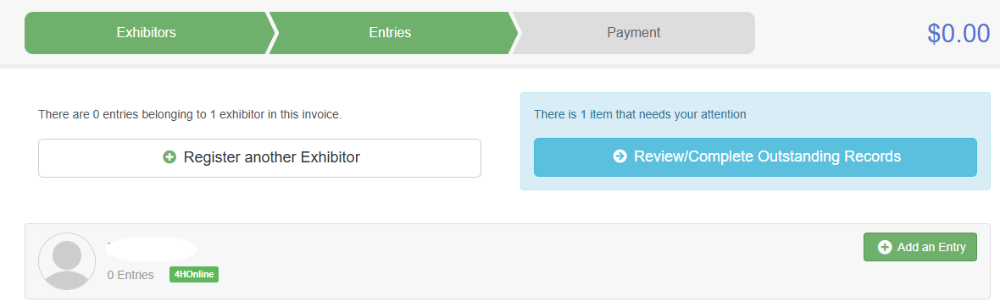 Exhibitors
Entries
Payment
$0.00
There are 0 entries belonging to 1 exhibitor in this invoice.
Register another Exhibitor
There is 1 item that needs your attention
Review/Complete Outstanding Records
0 Entries
4HOnline
Add an Entry